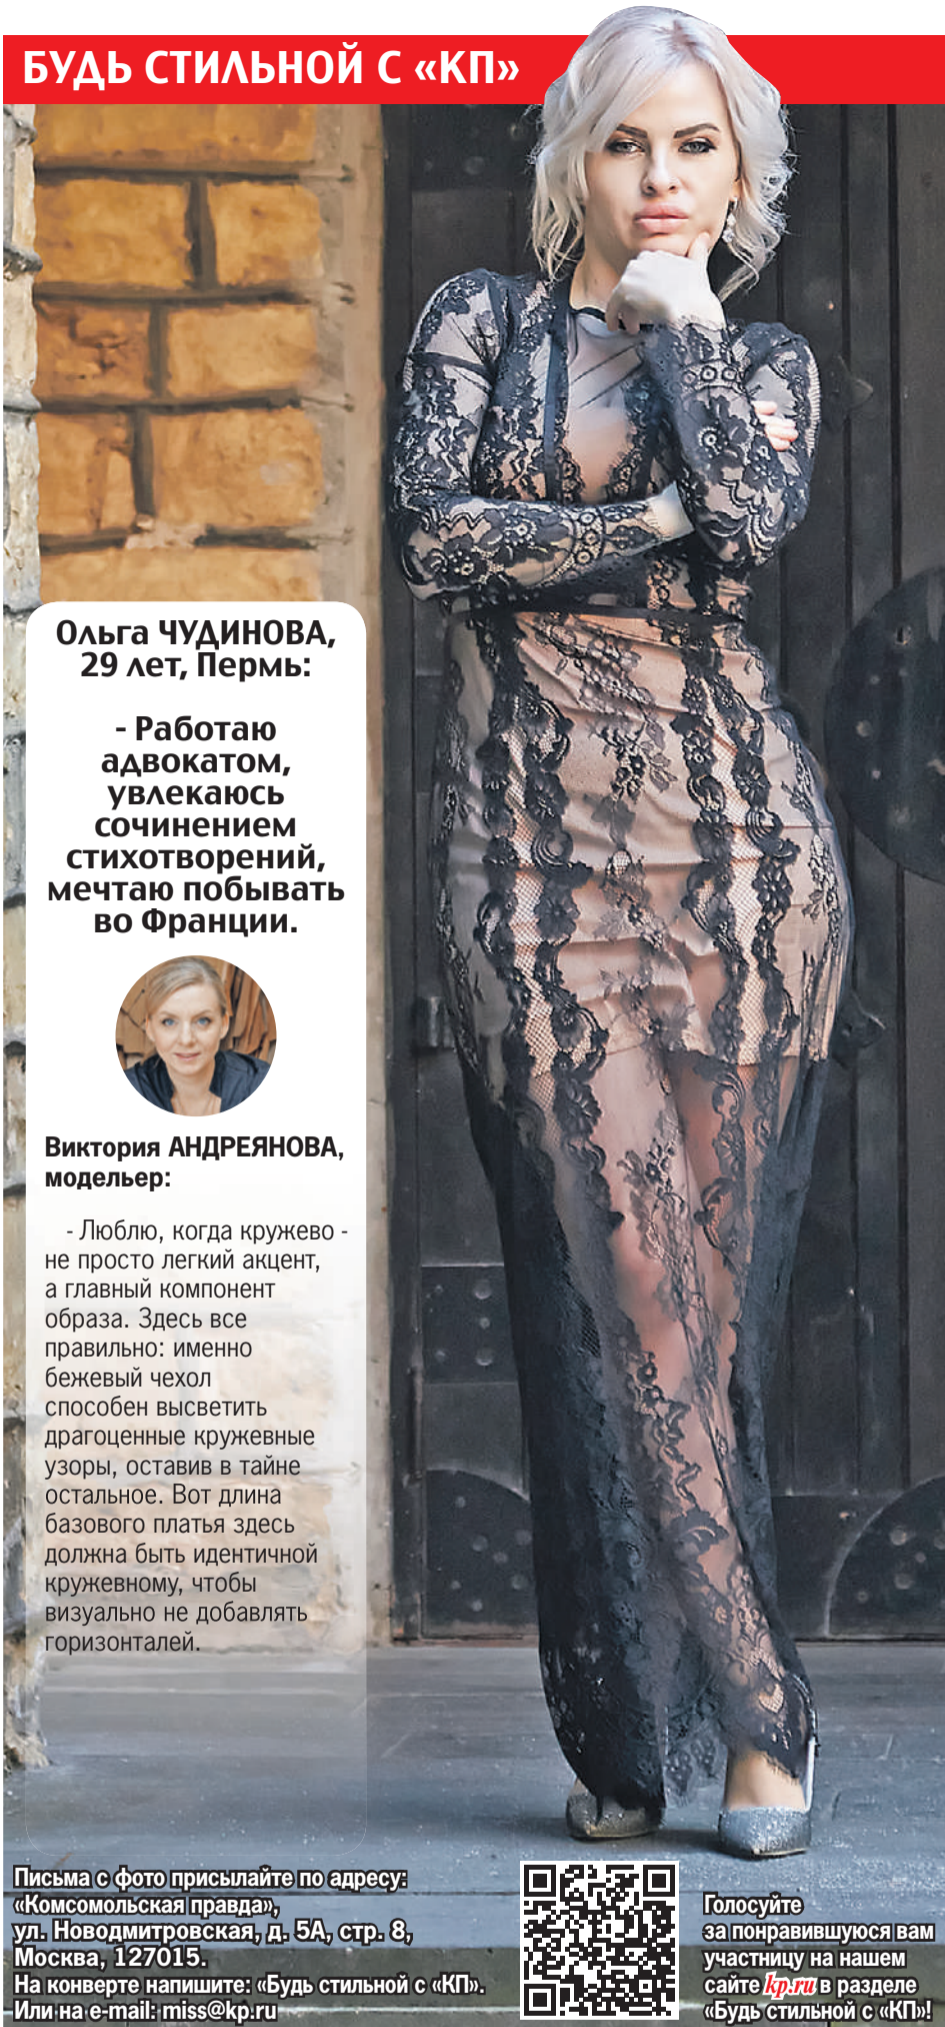 БУДЬ СТИЛЬНОЙ С «КП»
Ольга ЧУДИНОВА,
29 лет, Пермь:
- Работаю
адвокатом,
увлекаюсь
сочинением
стихотворений,
мечтаю побывать
во Франции.
Виктория АНДРЕЯНОВА,
модельер:
- Люблю, когда кружево -
не просто легкий акцент,
а главный компонент
образа. Здесь все
правильно: именно
бежевый чехол
способен высветить
драгоценные кружевные
узоры, оставив в тайне
остальное. Вот длина
базового платья здесь
должна быть идентичной
кружевному, чтобы
визуально не добавлять
горизонталей.
Письма с фото присылайте по адресу:
«Комсомольская правда»,
ул. Новодмитровская, д. 5А, стр. 8,
Москва, 127015.
На конверте напишите: «Будь стильной с «КП».
Или на e-mail: miss@kp.ru
Голосуйте
за понравившуюся вам
участницу на нашем
сайте kp.ru в разделе
«Будь стильной с «КП»!